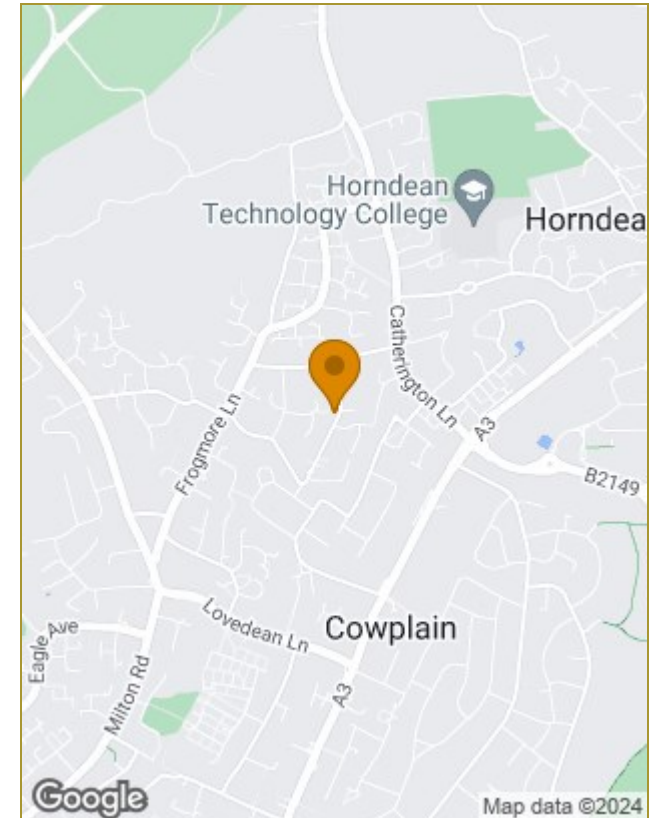 Horndean
Technology College
Horndea
Catherington Ln
A3
Frogmore Ln
B2149
Lovedean Ln
Cowplain
Eagle Ave
Milton Rd
A3
Google
Map data ©2024